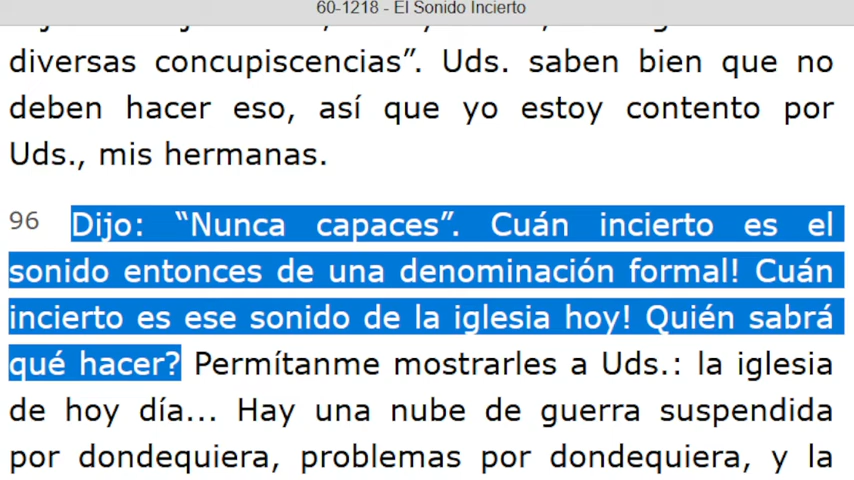 60-1218 - El Sonido Incierto
diversas concupiscencias”. Uds. saben bien que no
deben hacer eso, así que yo estoy contento por
Uds., mis hermanas.
96 Dijo: “Nunca capaces”. Cuán incierto es el
sonido entonces de una denominación formal! Cuán
incierto es ese sonido de la iglesia hoy! Quién sabrá
qué hacer? Permítanme mostrarles a Uds.: la iglesia
de hoy día... Hay una nube de guerra suspendida
por dondequiera, problemas por dondequiera, y la